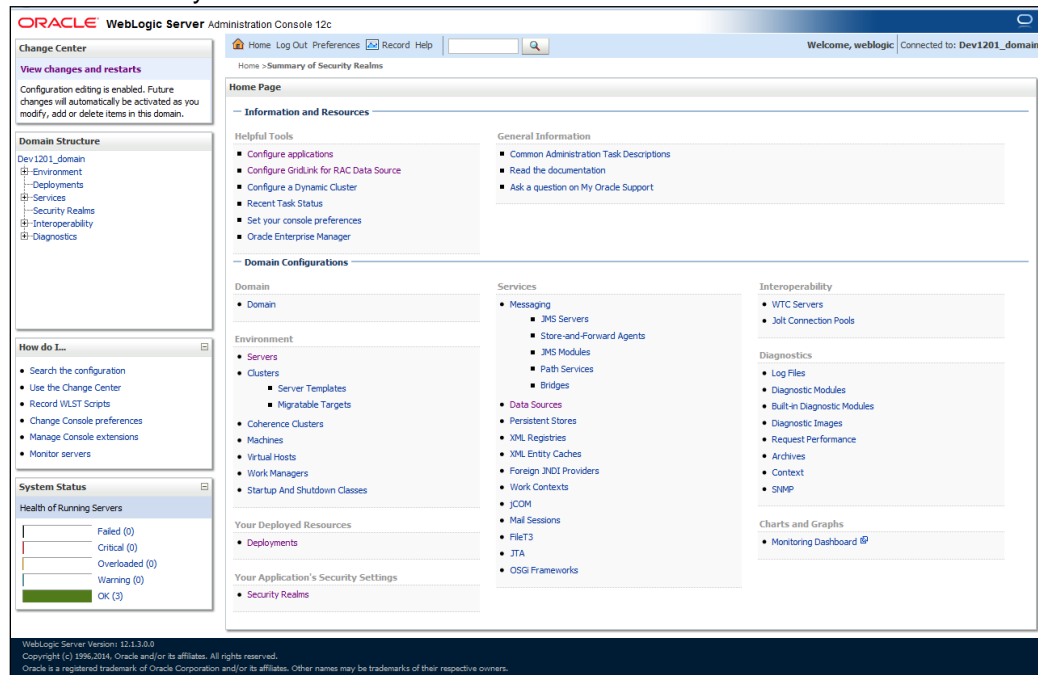 ORACLE WebLogic Server Administration Console 12c
Change Center
View changes and restarts
Configuration editing is enabled. Future
changes will automatically be activated as you
modify, add or delete items in this domain.
Domain Structure
Dev1201_domain
Environment
Deployments
Services
Security Realms
Interoperability
Diagnostics
How do I...
Search the configuration
Use the Change Center
Record WLST Scripts
Change Console preferences
Manage Console extensions
Monitor servers
System Status
Health of Running Servers
Failed (0)
Critical (0)
Overloaded (0)
Warning (0)
OK (3)
Home Log Out Preferences Record Help
Welcome, weblogic Connected to: Dev1201_domain
Home >Summary of Security Realms
Home Page
Information and Resources
Helpful Tools
Configure applications
Configure GridLink for RAC Data Source
Configure a Dynamic Cluster
Recent Task Status
Set your console preferences
Oracle Enterprise Manager
General Information
Common Administration Task Descriptions
Read the documentation
Ask a question on My Oracle Support
Domain Configurations
Domain
Domain
Environment
Servers
Clusters
Server Templates
Migratable Targets
Coherence Clusters
Machines
Virtual Hosts
Work Managers
Startup And Shutdown Classes
Your Deployed Resources
Deployments
Your Application's Security Settings
Security Realms
Services
Messaging
JMS Servers
Store-and-Forward Agents
JMS Modules
Path Services
Bridges
Data Sources
Persistent Stores
XML Registries
XML Entity Caches
Foreign JNDI Providers
Work Contexts
jCOM
Mail Sessions
FileT3
JTA
OSGi Frameworks
Interoperability
WTC Servers
Jolt Connection Pools
Diagnostics
Log Files
Diagnostic Modules
Built-in Diagnostic Modules
Diagnostic Images
Request Performance
Archives
Context
SNMP
Charts and Graphs
Monitoring Dashboard
WebLogic Server Version: 12.1.3.0.0
Copyright (c) 1996,2014, Oracle and/or its affiliates. All rights reserved.
Oracle is a registered trademark of Oracle Corporation and/or its affiliates. Other names may be trademarks of their respective owners.